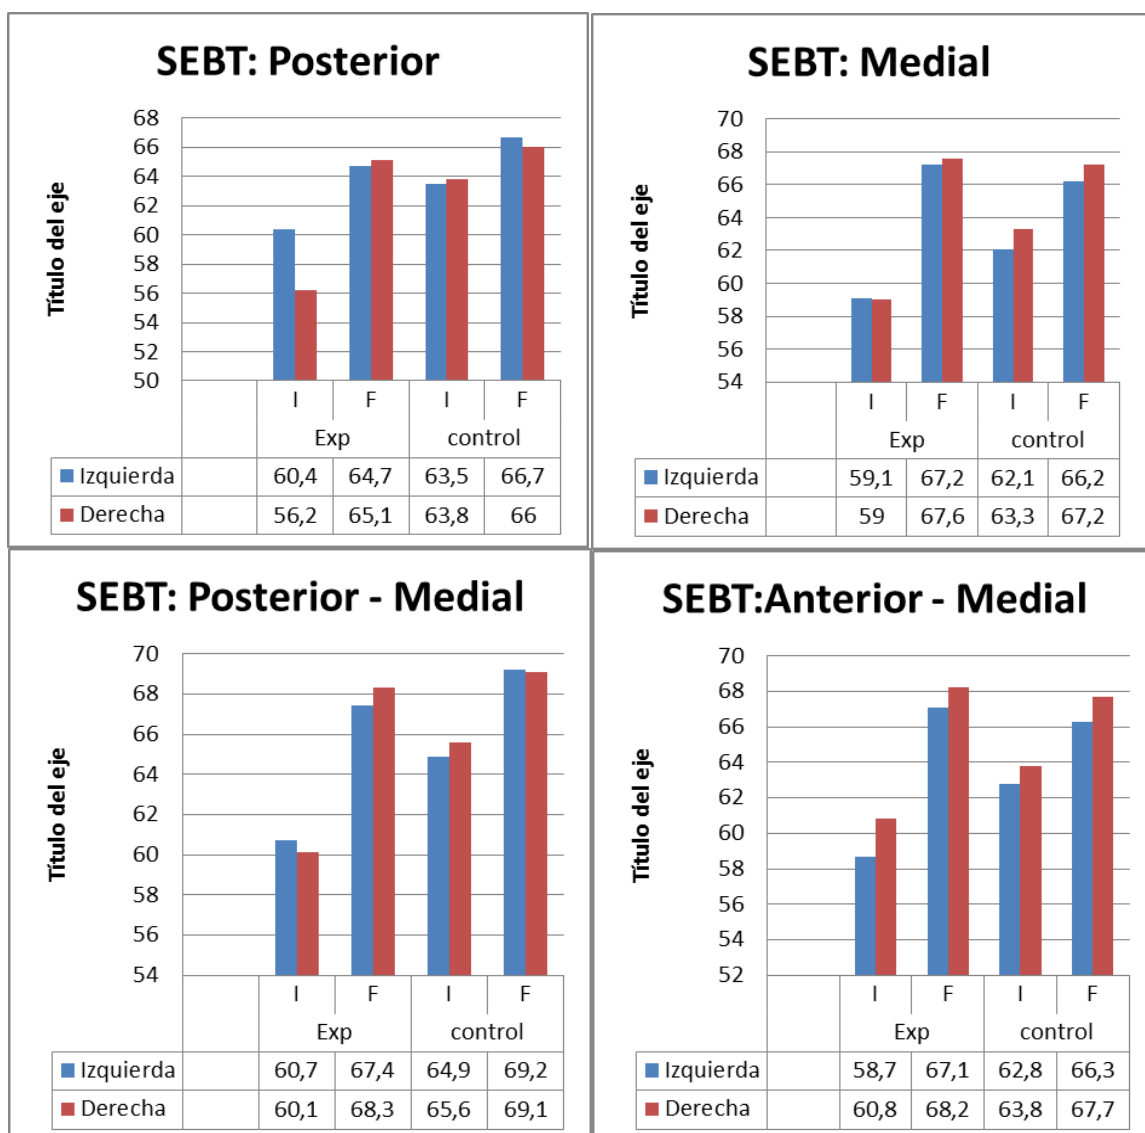 SEBT: Posterior
68
66
64
62
60
58
56
54
52
50
Título del eje
I F I F
Exp control
Izquierda 60,4 64,7 63,5 66,7
Derecha 56,2 65,1 63,8 66
SEBT: Medial
70
68
66
64
62
60
58
56
54
Título del eje
I F I F
Exp control
Izquierda 59,1 67,2 62,1 66,2
Derecha 59 67,6 63,3 67,2
SEBT: Posterior - Medial
70
68
66
64
62
60
58
56
54
Título del eje
I F I F
Exp control
Izquierda 60,7 67,4 64,9 69,2
Derecha 60,1 68,3 65,6 69,1
SEBT:Anterior - Medial
70
68
66
64
62
60
58
56
54
52
Título del eje
I F I F
Exp control
Izquierda 58,7 67,1 62,8 66,3
Derecha 60,8 68,2 63,8 67,7